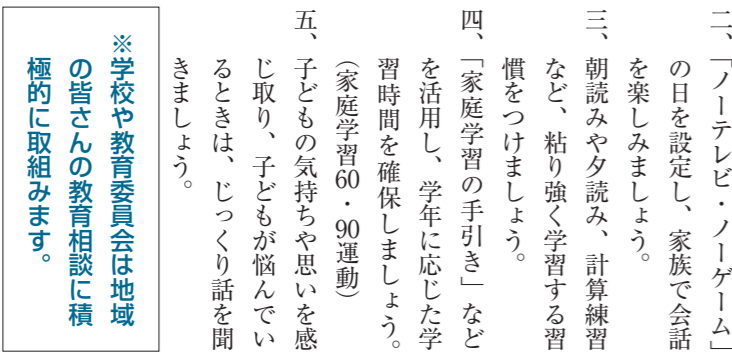 二、「ノーテレビ・ノーゲーム」
の日を設定し、家族で会話
を楽しみましょう。
三、朝読みや夕読み、計算練習
など、粘り強く学習する習
慣をつけましょう。
四、「家庭学習の手引き」など
を活用し、学年に応じた学
習時間を確保しましょう。
(家庭学習60・90運動)
五、子どもの気持ちや思いを感
じ取り、子どもが悩んでい
るときは、じっくり話を聞
きましょう。
※学校や教育委員会は地域
の皆さんの教育相談に積
極的に取組みます。